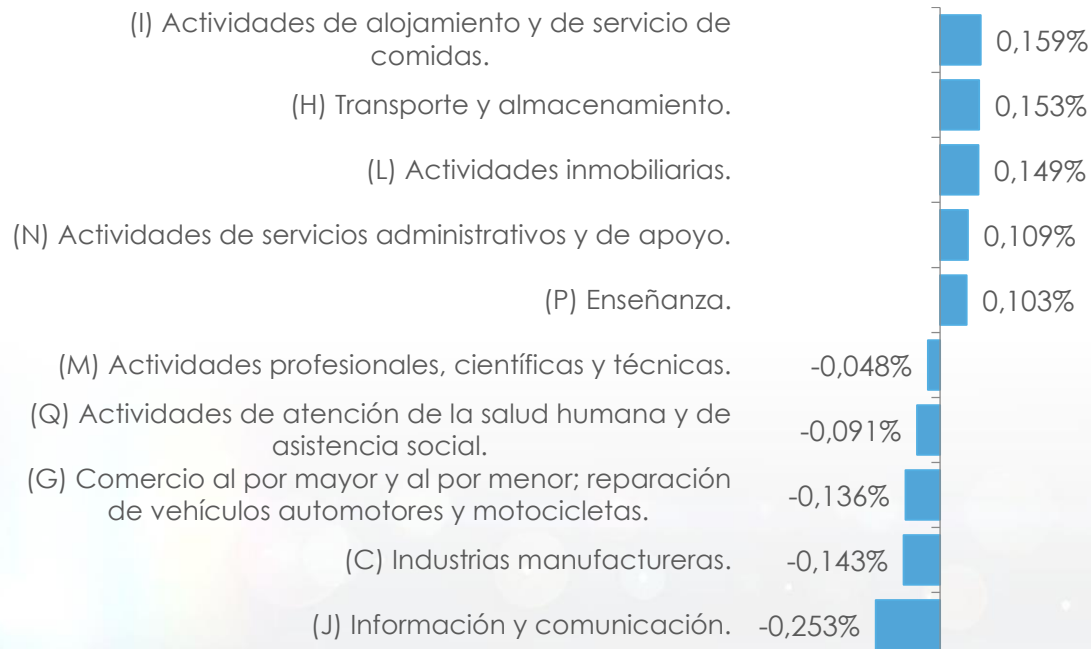 (I) Actividades de alojamiento y de servicio de
comidas.
0,159%
(H) Transporte y almacenamiento.
0,153%
(L) Actividades inmobiliarias.
0,149%
(N) Actividades de servicios administrativos y de apoyo.
0,109%
(P) Enseñanza.
0,103%
(M) Actividades profesionales, científicas y técnicas.
-0,048%
(Q) Actividades de atención de la salud humana y de
asistencia social.
-0,091%
(G) Comercio al por mayor y al por menor; reparación
de vehículos automotores y motocicletas.
-0,136%
(C) Industrias manufactureras.
-0,143%
(J) Información y comunicación.
-0,253%